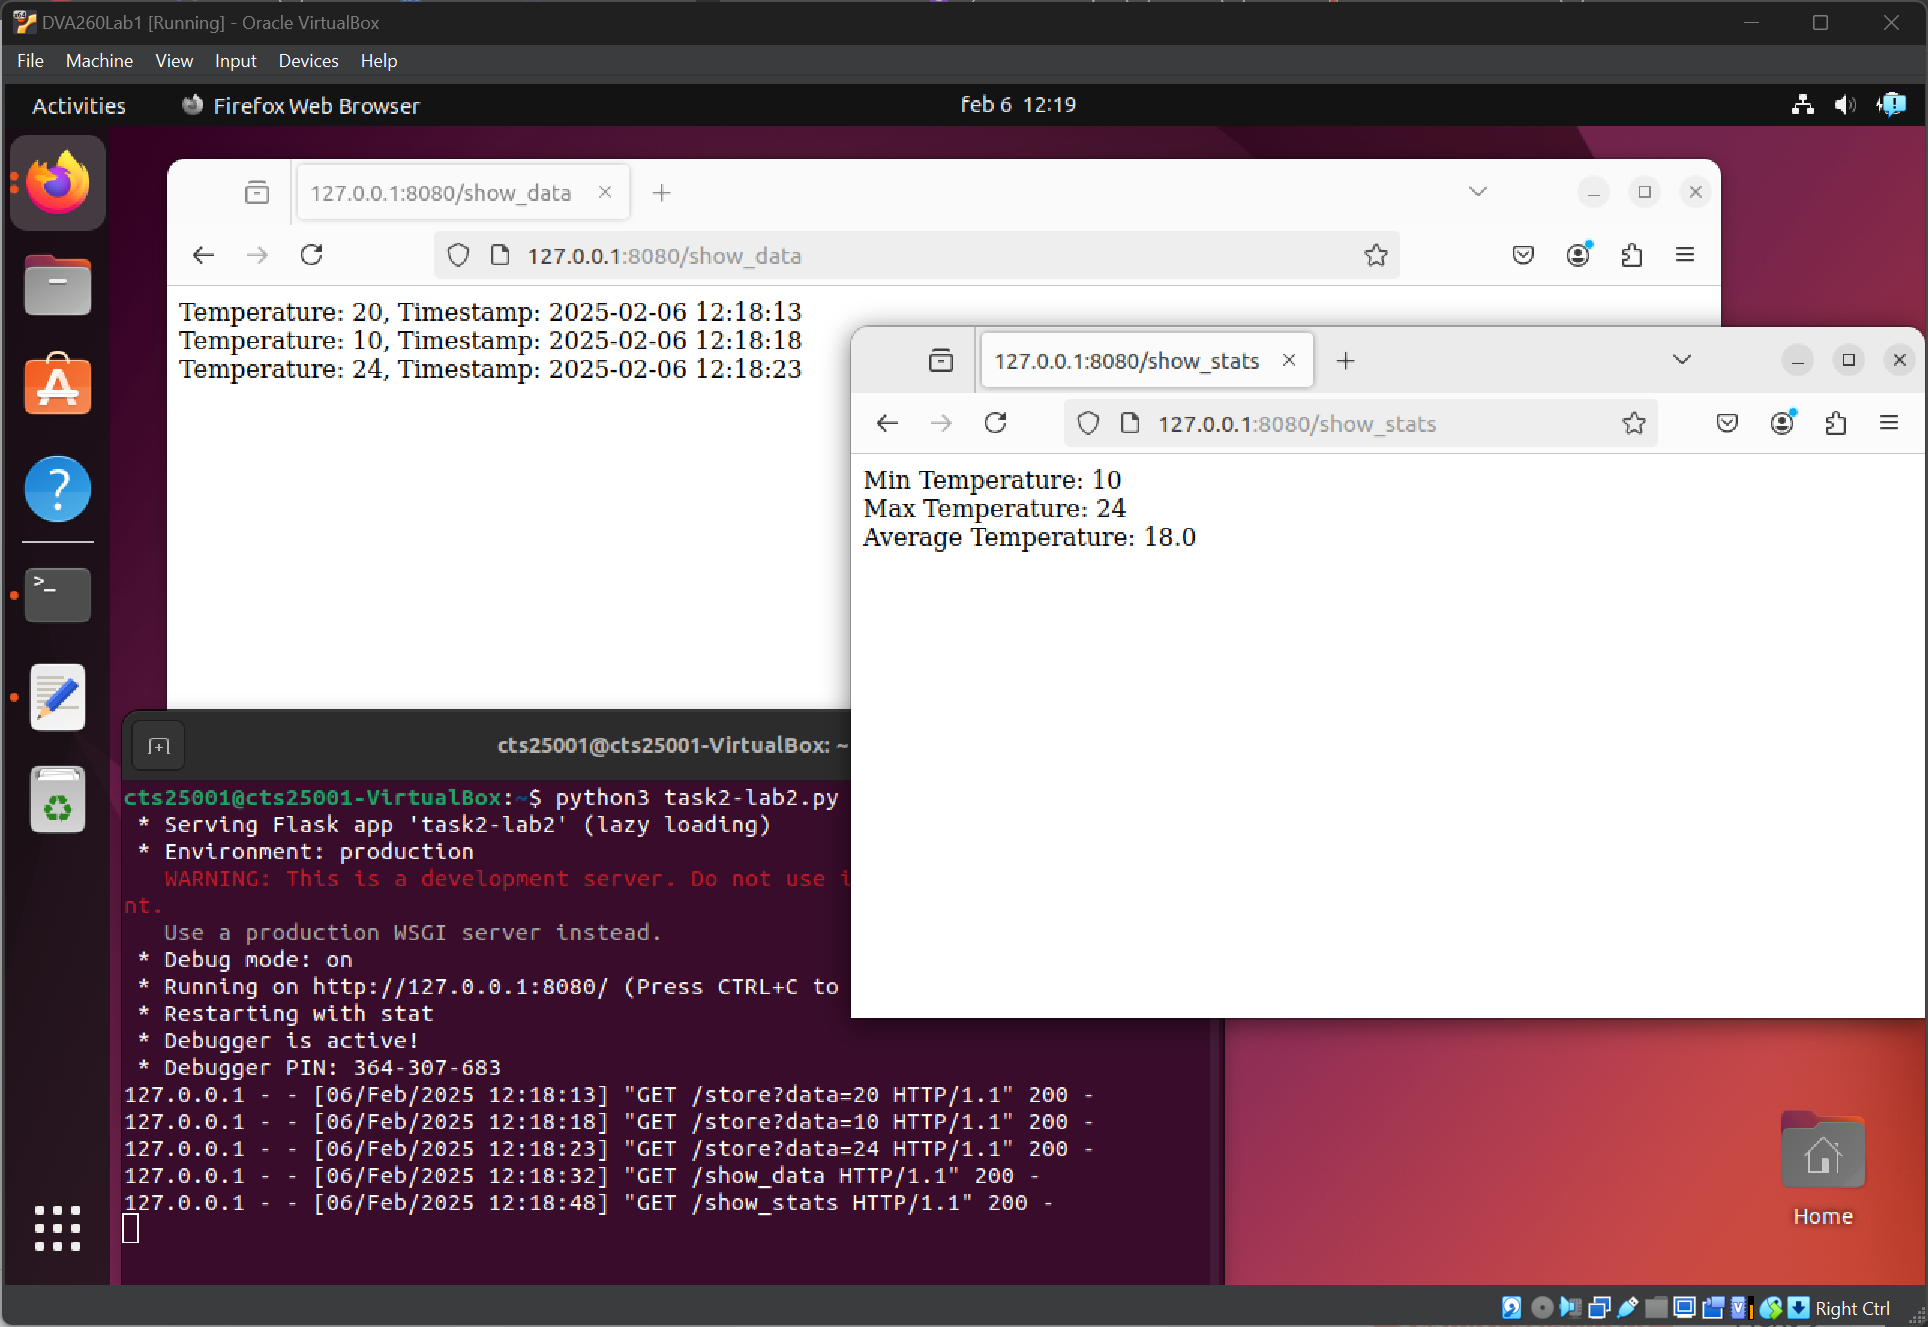 DVA260Lab1 [Running] - Oracle VirtualBox
File Machine View Input Devices Help
Activities Firefox Web Browser feb 6 12:19
127.0.0.1:8080/show_data
127.0.0.1:8080/show_data
Temperature: 20, Timestamp: 2025-02-06 12:18:13
Temperature: 10, Timestamp: 2025-02-06 12:18:18
Temperature: 24, Timestamp: 2025-02-06 12:18:23
127.0.0.1:8080/show_stats
127.0.0.1:8080/show_stats
Min Temperature: 10
Max Temperature: 24
Average Temperature: 18.0
cts25001@cts25001-VirtualBox: ~
cts25001@cts25001-VirtualBox:~$ python3 task2-lab2.py
* Serving Flask app 'task2-lab2' (lazy loading)
* Environment: production
WARNING: This is a development server. Do not use
nt.
Use a production WSGI server instead.
* Debug mode: on
* Running on http://127.0.0.1:8080/ (Press CTRL+C to
* Restarting with stat
* Debugger is active!
* Debugger PIN: 364-307-683
127.0.0.1 - - [06/Feb/2025 12:18:13] "GET /store?data=20 HTTP/1.1" 200 -
127.0.0.1 - - [06/Feb/2025 12:18:18] "GET /store?data=10 HTTP/1.1" 200 -
127.0.0.1 - - [06/Feb/2025 12:18:23] "GET /store?data=24 HTTP/1.1" 200 -
127.0.0.1 - - [06/Feb/2025 12:18:32] "GET /show_data HTTP/1.1" 200 -
127.0.0.1 - - [06/Feb/2025 12:18:48] "GET /show_stats HTTP/1.1" 200 -
Home
Right Ctrl